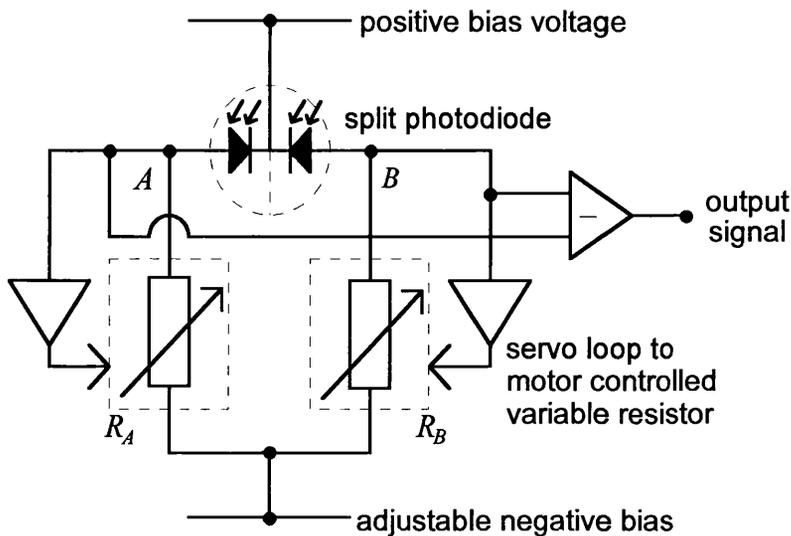 positive bias voltage
split photodiode
A
B
−
output
signal
servo loop to
motor controlled
variable resistor
R_A
R_B
adjustable negative bias